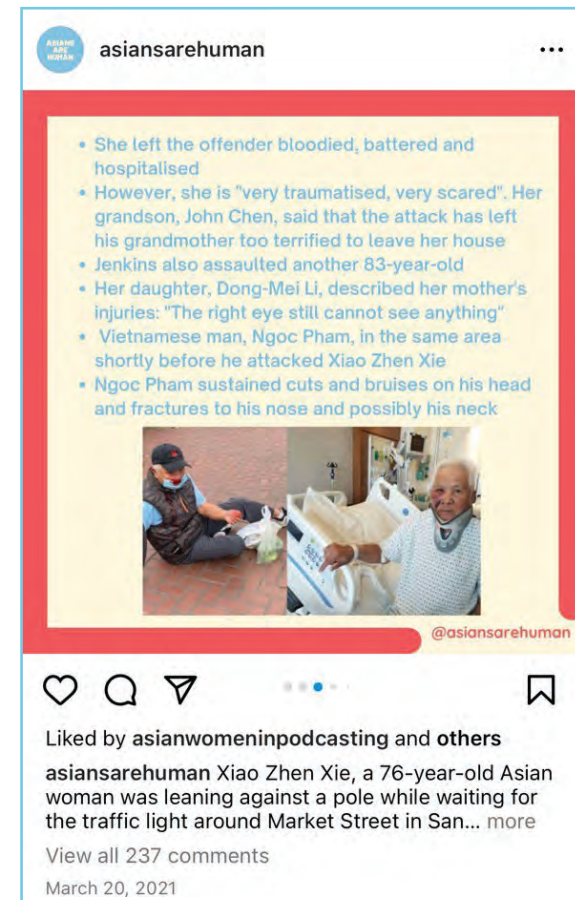 ASIANS
ARE
HUMAN
asiansarehuman
• She left the offender bloodied, battered and
hospitalised
• However, she is "very traumatised, very scared". Her
grandson, John Chen, said that the attack has left
his grandmother too terrified to leave her house
• Jenkins also assaulted another 83-year-old
• Her daughter, Dong-Mei Li, described her mother's
injuries: "The right eye still cannot see anything"
• Vietnamese man, Ngoc Pham, in the same area
shortly before he attacked Xiao Zhen Xie
• Ngoc Pham sustained cuts and bruises on his head
and fractures to his nose and possibly his neck
@asiansarehuman
Liked by asianwomeninpodcasting and others
asiansarehuman Xiao Zhen Xie, a 76-year-old Asian
woman was leaning against a pole while waiting for
the traffic light around Market Street in San... more
View all 237 comments
March 20, 2021